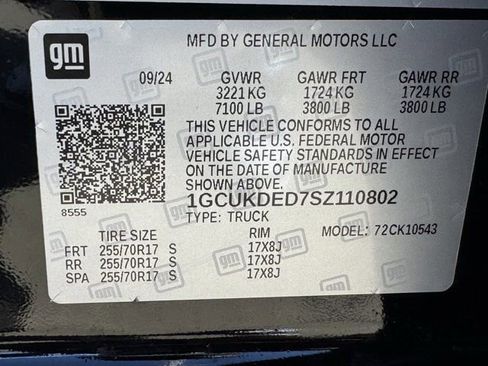 gm
MFD BY GENERAL MOTORS LLC
09/24 GVWR GAWR FRT GAWR RR
3221 KG 1724 KG 1724 KG
7100 LB 3800 LB 3800 LB
THIS VEHICLE CONFORMS TO ALL
APPLICABLE U.S. FEDERAL MOTOR
VEHICLE SAFETY STANDARDS IN EFFECT
ON THE DATE OF MANUFACTURE
SHOWN ABOVE.
8555
1GCUKDED7SZ110802
TYPE: TRUCK MODEL: 72CK10543
TIRE SIZE RIM
FRT 255/70R17 S 17X8J
RR 255/70R17 S 17X8J
SPA 255/70R17 S 17X8J